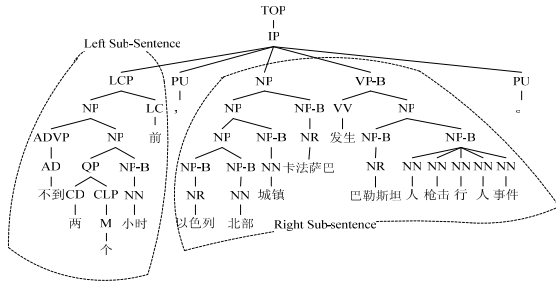 TOP
IP
Left Sub-Sentence
LCP PU NP VP-B PU
NP LC , NP NP-B VV NP 。
ADVP NP 前 NP NP-B NR 发生 NP-B NP-B
AD QP NP-B NP-B NP-B NN 卡法萨巴 NR NN NN NN NN NN
不到 CD CLP NN NR NN 城镇 巴勒斯坦 人 枪击 行 人 事件
两 M 小时 以色列 北部 Right Sub-sentence
个